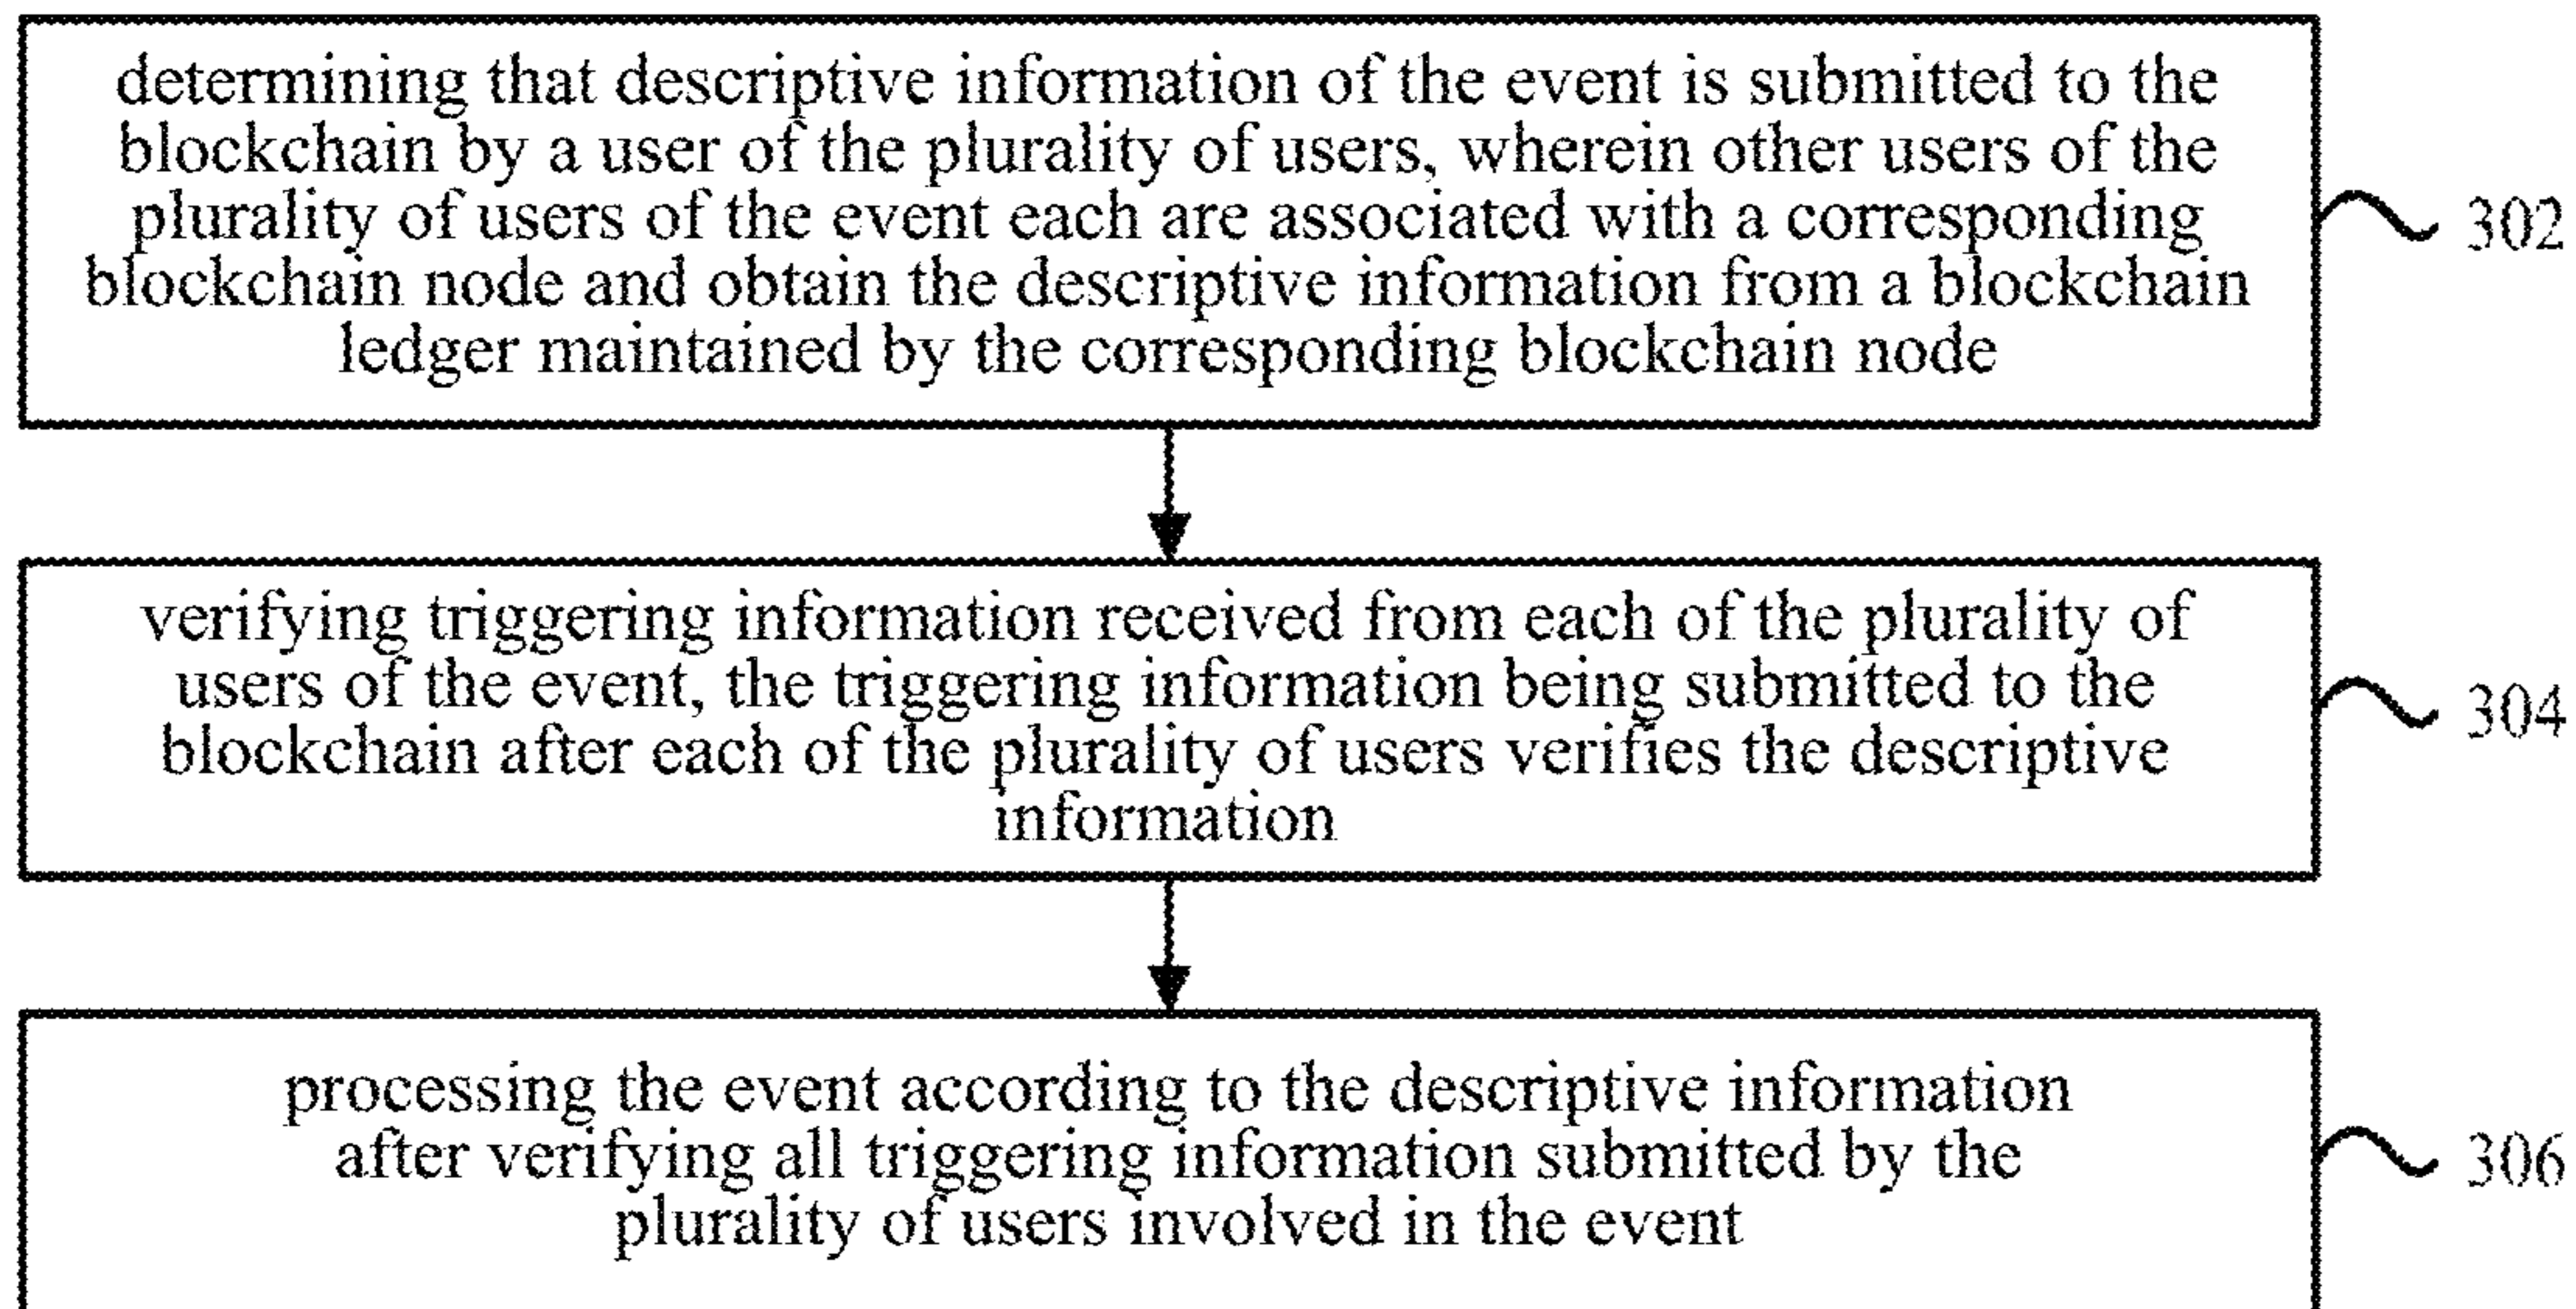 determining that descriptive information of the event is submitted to the
blockchain by a user of the plurality of users, wherein other users of the
plurality of users of the event each are associated with a corresponding
blockchain node and obtain the descriptive information from a blockchain
ledger maintained by the corresponding blockchain node
302
verifying triggering information received from each of the plurality of
users of the event, the triggering information being submitted to the
blockchain after each of the plurality of users verifies the descriptive
information
304
processing the event according to the descriptive information
after verifying all triggering information submitted by the
plurality of users involved in the event
306